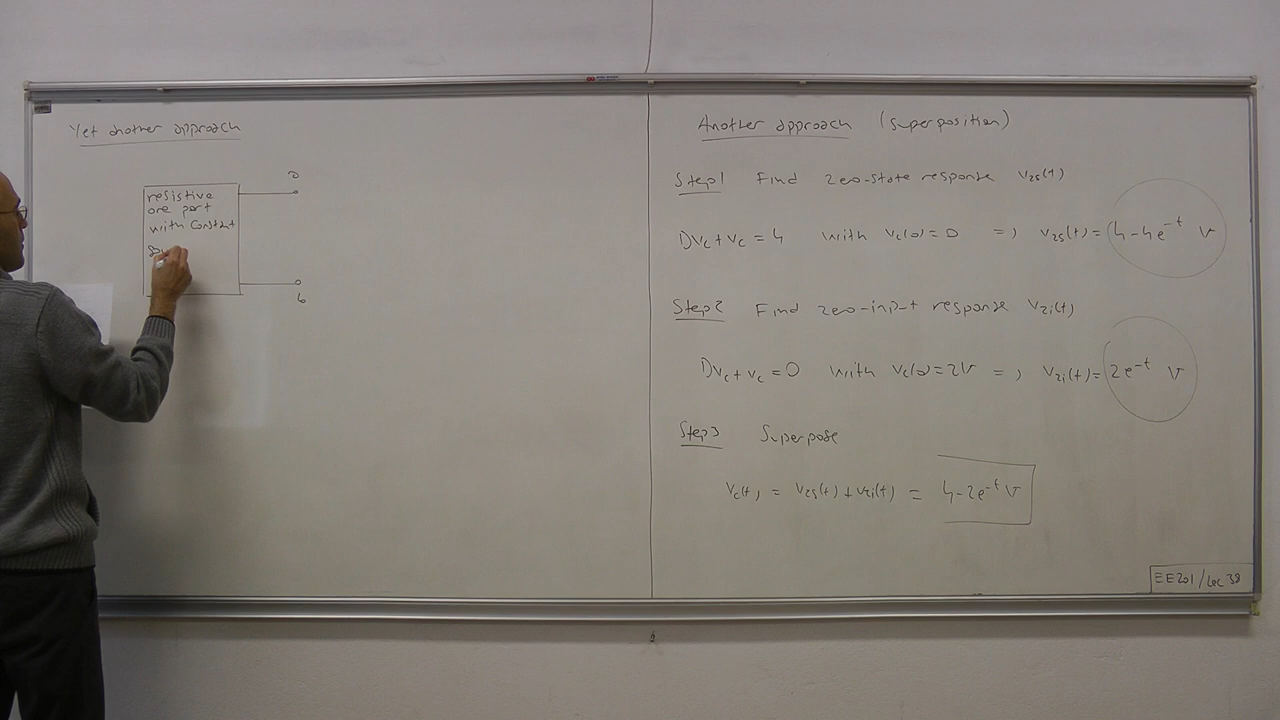 Yet another approach
resistive
one port
with constant
a
b
Another approach (superposition)
Step1 Find zero-state response vzs(t)
Dvc + vc = 4 with vc(0) = 0 => vzs(t) = 4-4e^-t V
Step2 Find zero-input response vzi(t)
Dvc + vc = 0 with vc(0) = 2V => vzi(t) = 2e^-t V
Step3 Superpose
vc(t) = vzs(t) + vzi(t) = 4-2e^-t V
EE201/Lec 38